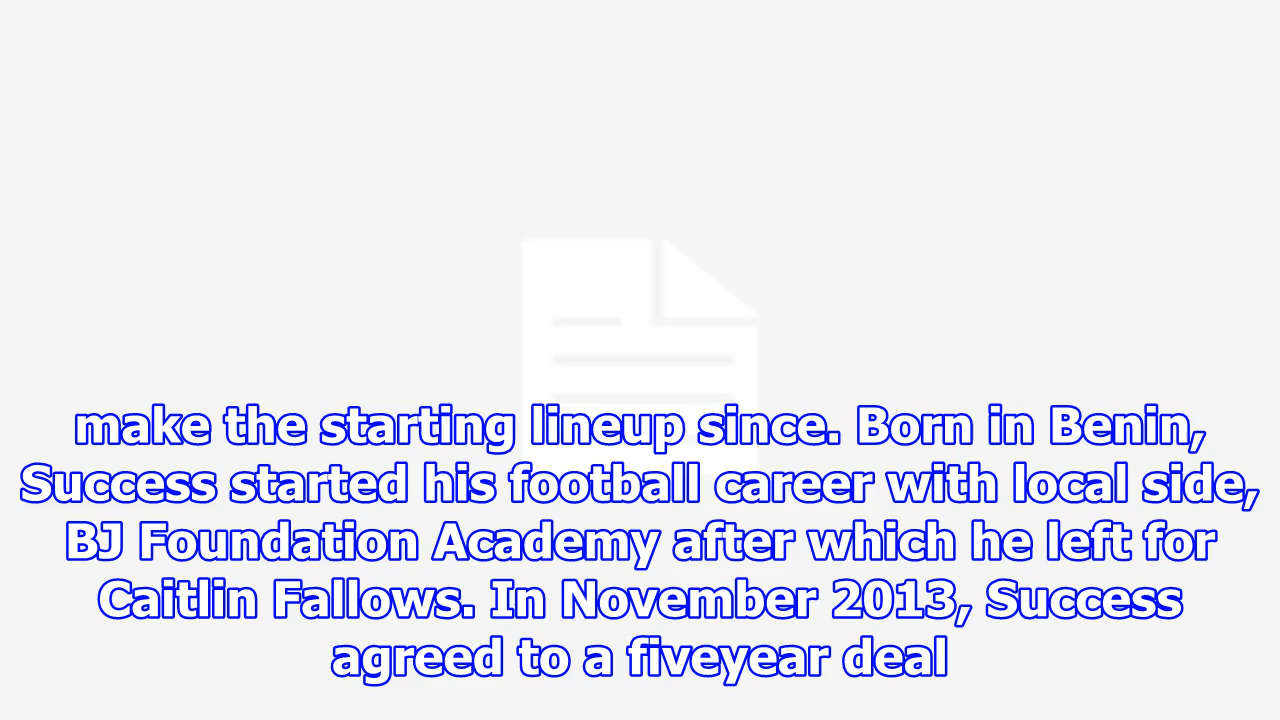 make the starting lineup since. Born in Benin,
Success started his football career with local side,
BJ Foundation Academy after which he left for
Caitlin Fallows. In November 2013, Success
agreed to a fiveyear deal